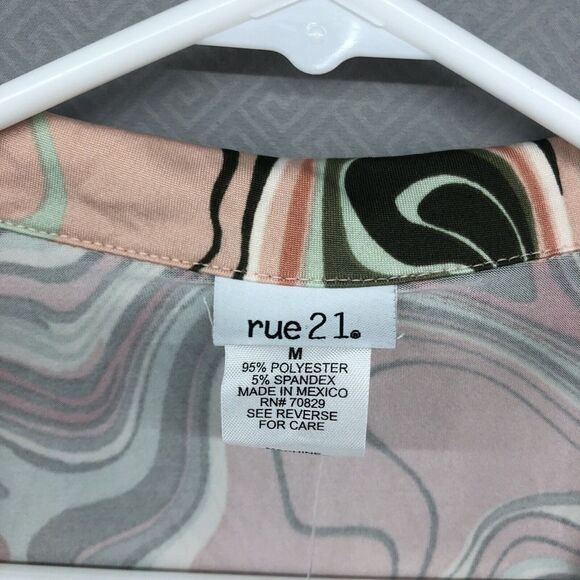 rue21.
M
95% POLYESTER
5% SPANDEX
MADE IN MEXICO
RN# 70829
SEE REVERSE
FOR CARE